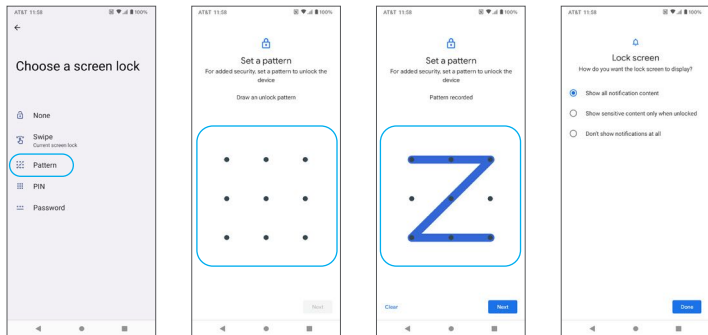 AT&T 11:58 100%
Choose a screen lock
None
Swipe
Current screen lock
Pattern
PIN
Password
AT&T 11:58 100%
Set a pattern
For added security, set a pattern to unlock the
device
Draw an unlock pattern
Next
AT&T 11:58 100%
Set a pattern
For added security, set a pattern to unlock the
device
Pattern recorded
Clear Next
AT&T 11:58 100%
Lock screen
How do you want the lock screen to display?
Show all notification content
Show sensitive content only when unlocked
Don't show notifications at all
Done